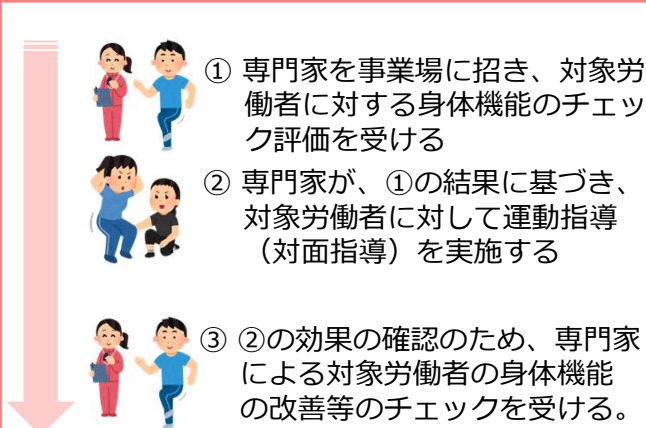 ① 専門家を事業場に招き、対象労
働者に対する身体機能のチェッ
ク評価を受ける
② 専門家が、①の結果に基づき、
対象労働者に対して運動指導
（対面指導）を実施する
③ ②の効果の確認のため、専門家
による対象労働者の身体機能
の改善等のチェックを受ける。